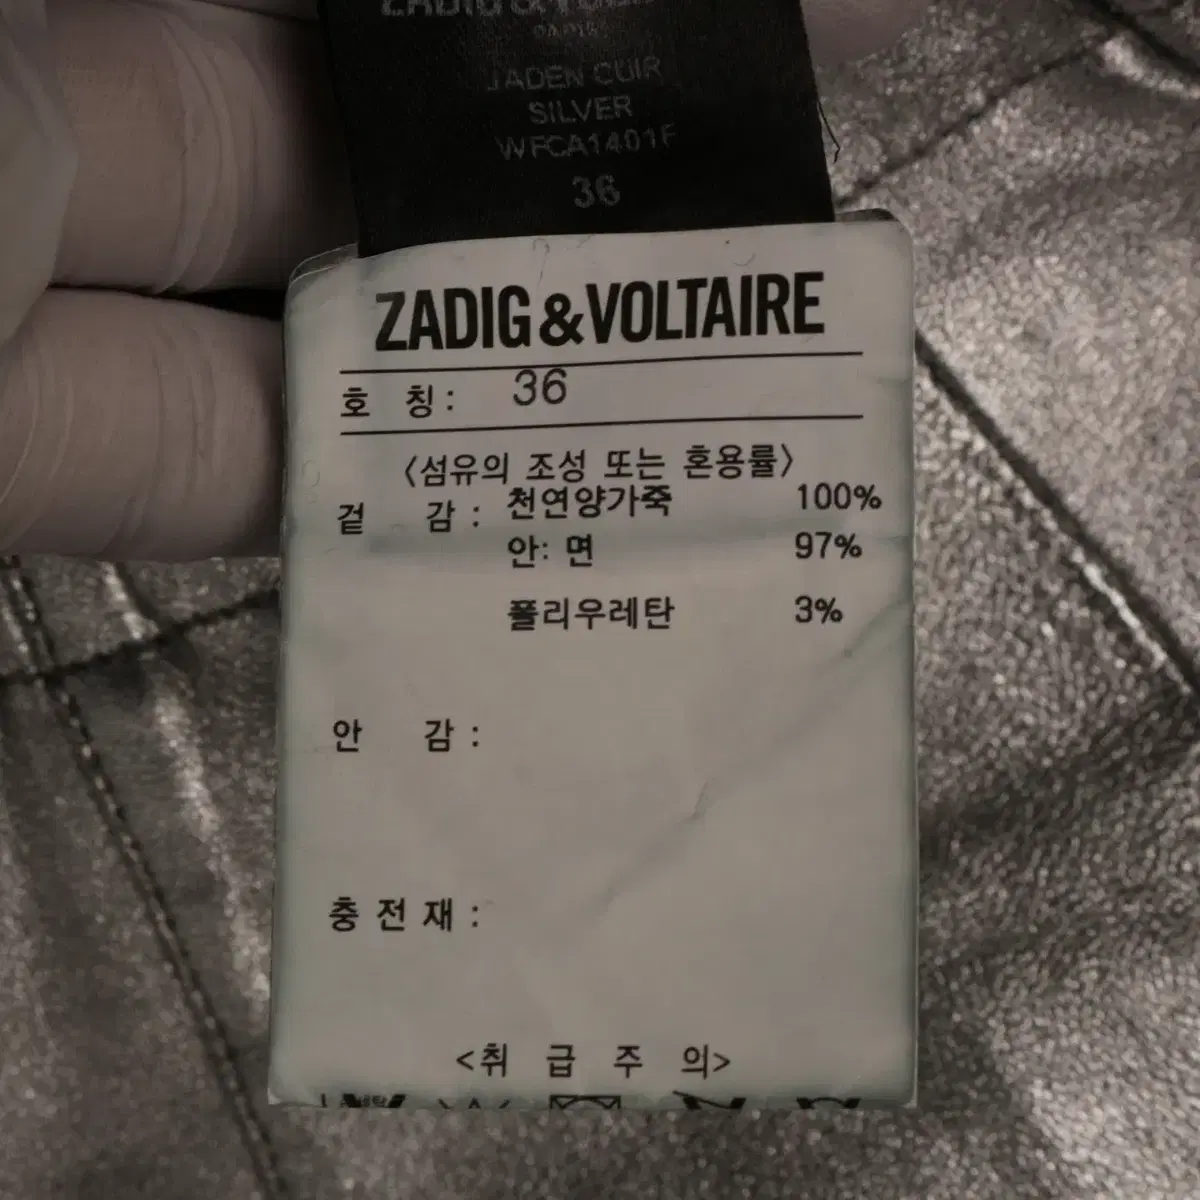 ZADIG & VOLTAIRE
JADEN CUIR
SILVER
WFCA1401F
36
ZADIG & VOLTAIRE
호 칭 : 36
<섬유의 조성 또는 혼용률>
겉 감 : 천연양가죽 100%
안: 면 97%
폴리우레탄 3%
안 감 :
충 전 재 :
<취 급 주 의>